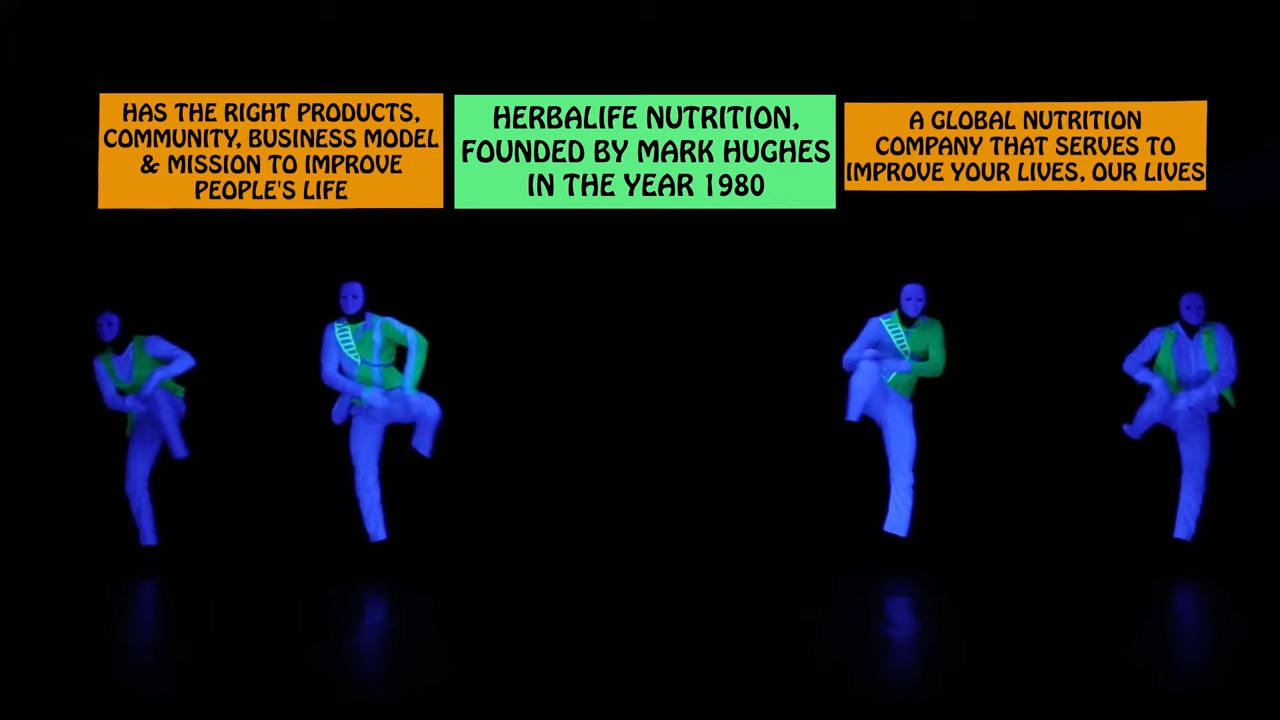 HAS THE RIGHT PRODUCTS,
COMMUNITY, BUSINESS MODEL
& MISSION TO IMPROVE
PEOPLE'S LIFE
HERBALIFE NUTRITION,
FOUNDED BY MARK HUGHES
IN THE YEAR 1980
A GLOBAL NUTRITION
COMPANY THAT SERVES TO
IMPROVE YOUR LIVES, OUR LIVES